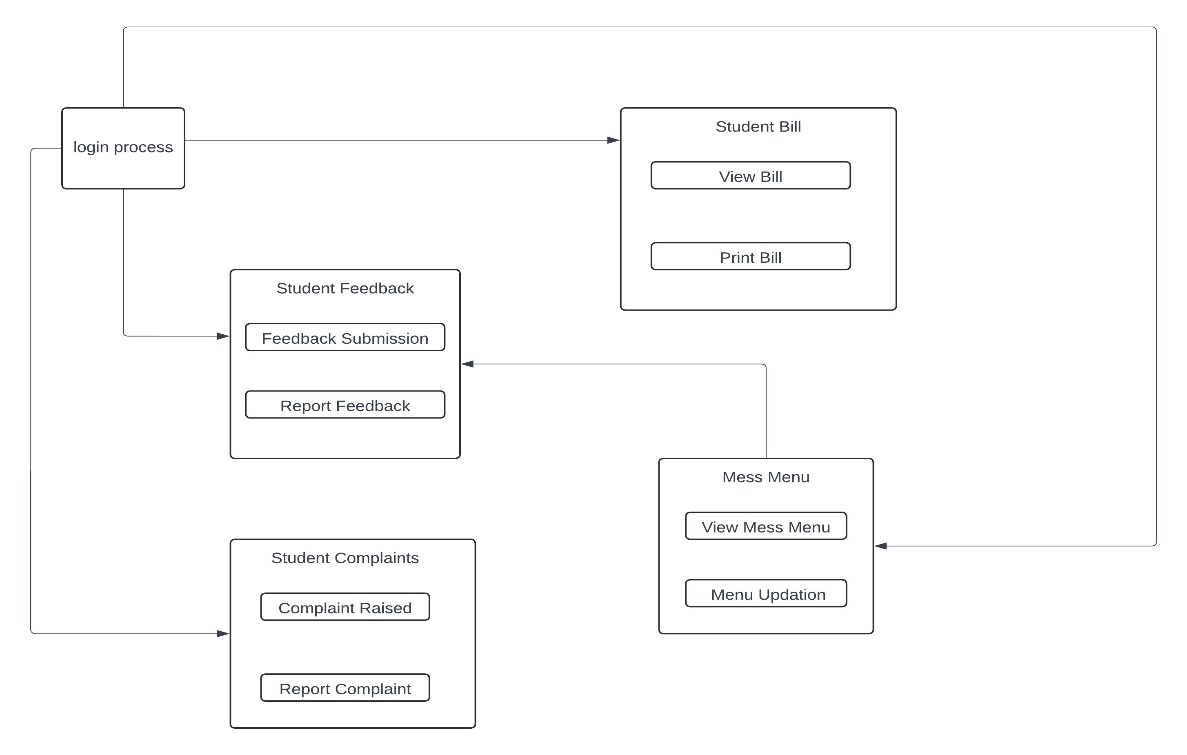 login process
Student Bill
View Bill
Print Bill
Student Feedback
Feedback Submission
Report Feedback
Mess Menu
View Mess Menu
Menu Updation
Student Complaints
Complaint Raised
Report Complaint